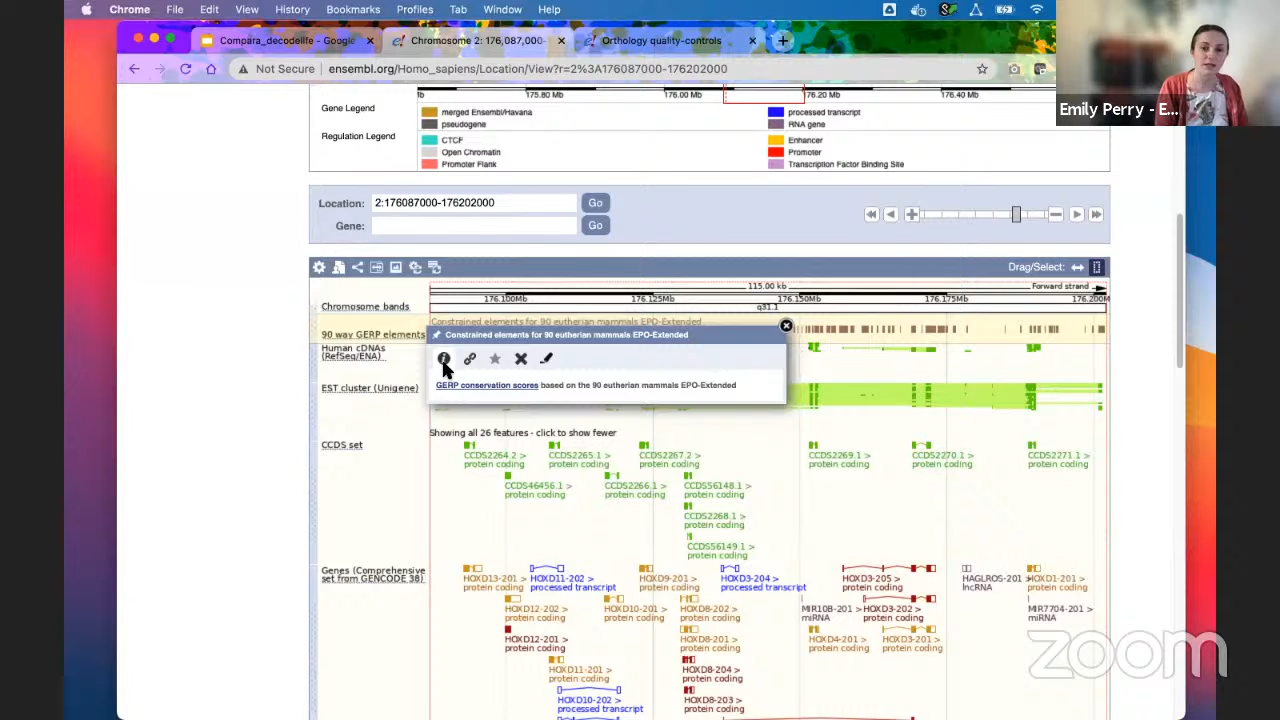 Chrome File Edit View History Bookmarks Profiles Tab Window Help
Compara_decodelife - Google
Chromosome 2: 176,087,000-
Orthology quality-controls
Not Secure
ensembl.org/Homo_sapiens/Location/View?r=2%3A176087000-176202000
Emily Perry - E...
Mb 175.80 Mb 176.00 Mb 176.20 Mb 176.40 Mb
Gene Legend
merged Ensembl/Havana
processed transcript
pseudogene
RNA gene
Regulation Legend
CTCF
Enhancer
Open Chromatin
Promoter
Promoter Flank
Transcription Factor Binding Site
Location:
2:176087000-176202000
Go
Gene:
Go
Drag/Select:
115.00 kb
Forward strand
176.100Mb 176.125Mb 176.150Mb 176.175Mb 176.200M
Chromosome bands
q31.1
Constrained elements for 90 eutherian mammals EPO-Extended
90 way GERP elements
Constrained elements for 90 eutherian mammals EPO-Extended
GERP conservation scores based on the 90 eutherian mammals EPO-Extended
Human cDNAs
(RefSeq/ENA)
EST cluster (Unigene)
Showing all 26 features - click to show fewer
CCDS set
CCDS2264.2 > CCDS2265.1 > CCDS2267.2 > CCDS2269.1 > CCDS2270.1 > CCDS2271.1 >
protein coding protein coding protein coding protein coding protein coding protein coding
CCDS46456.1 > CCDS2266.1 > CCDS56148.1 >
protein coding protein coding protein coding
CCDS2268.1 >
protein coding
CCDS56149.1 >
protein coding
Genes (Comprehensive
set from GENCODE 38)
HOXD13-201 > HOXD11-202 > HOXD9-201 > HOXD3-204 > HOXD3-205 > HAGLROS-201 > HOXD1-201 >
protein coding processed transcript protein coding processed transcript protein coding lncRNA protein coding
HOXD12-202 > HOXD10-201 > HOXD8-202 > MIR10B-201 > HOXD3-202 > MIR7704-201 >
protein coding protein coding protein coding miRNA protein coding miRNA
HOXD12-201 > HOXD8-201 > HOXD4-201 > HOXD3-201 >
protein coding protein coding protein coding protein coding
HOXD11-201 > HOXD8-204 >
protein coding protein coding
HOXD10-202 > HOXD8-203 >
processed transcript protein coding
zoom